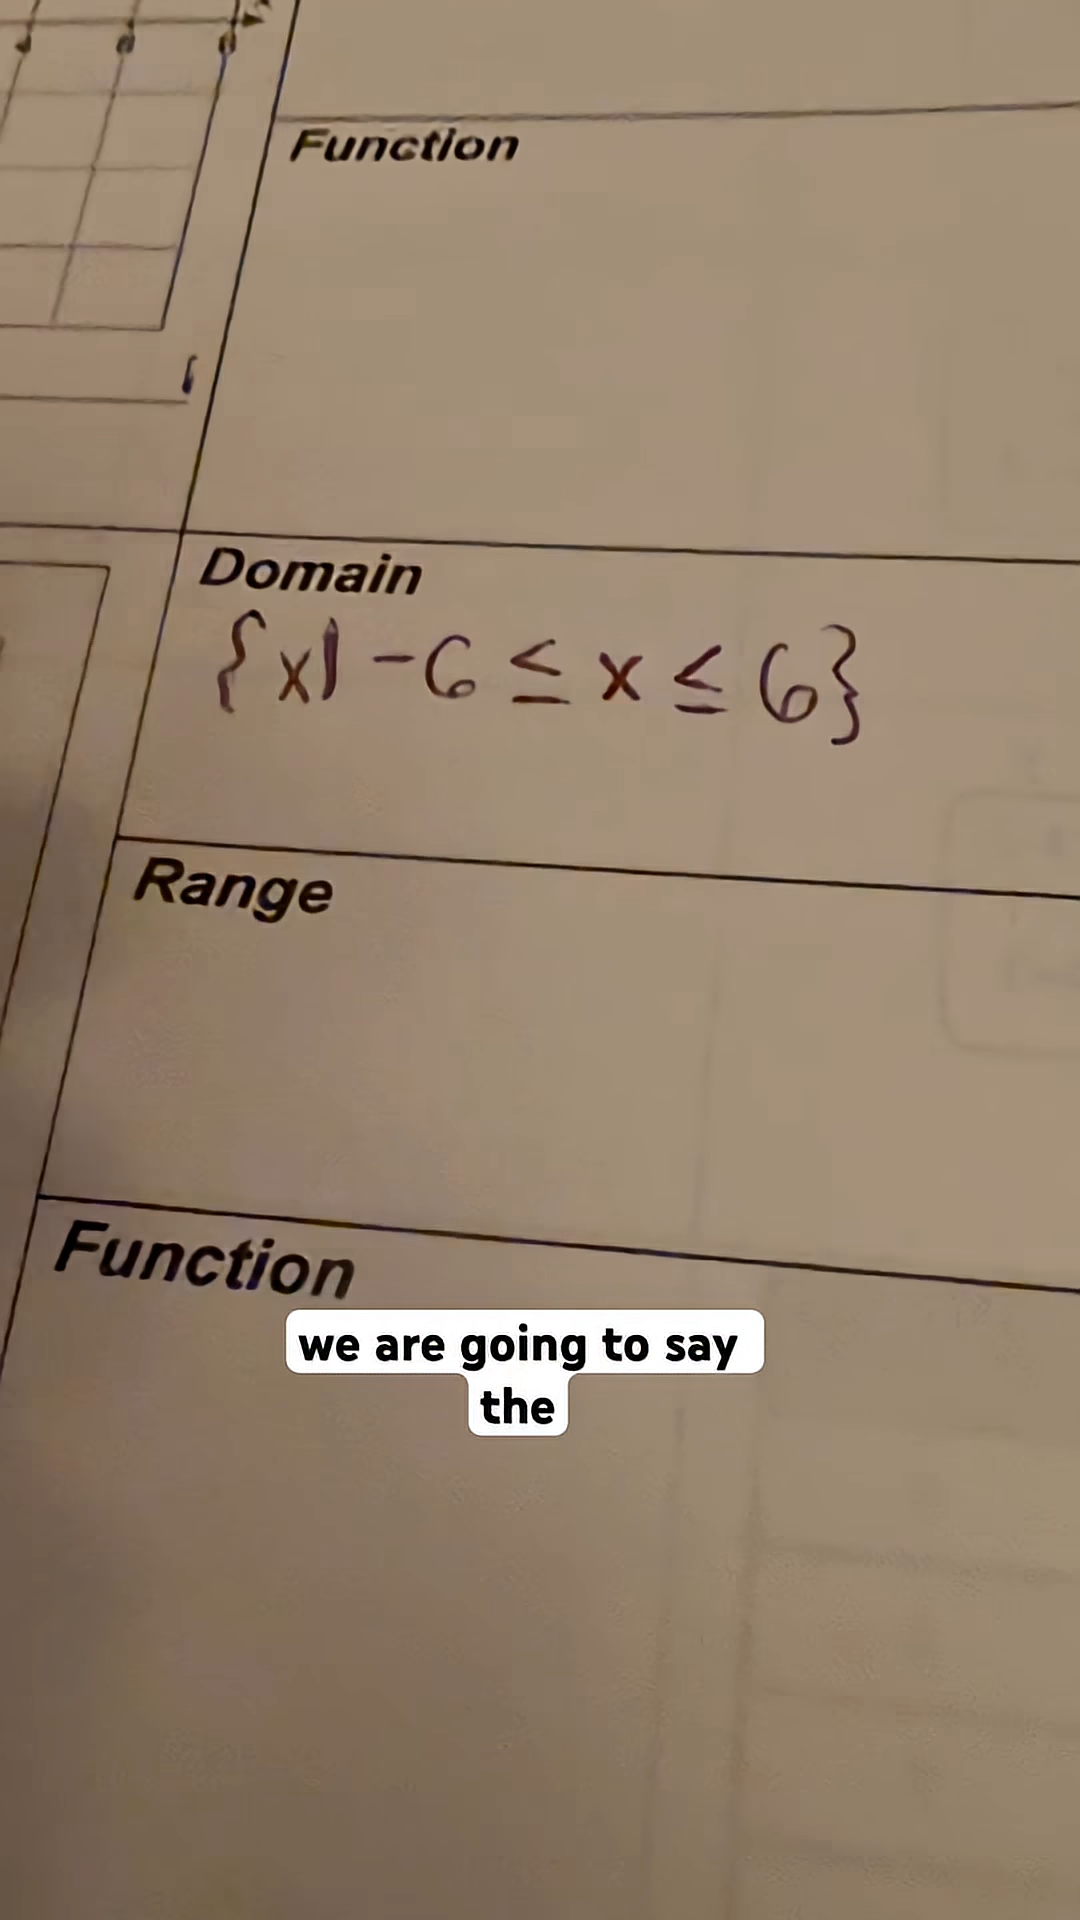 Function
Domain
{x| -6 ≤ x ≤ 6}
Range
Function
we are going to say
the